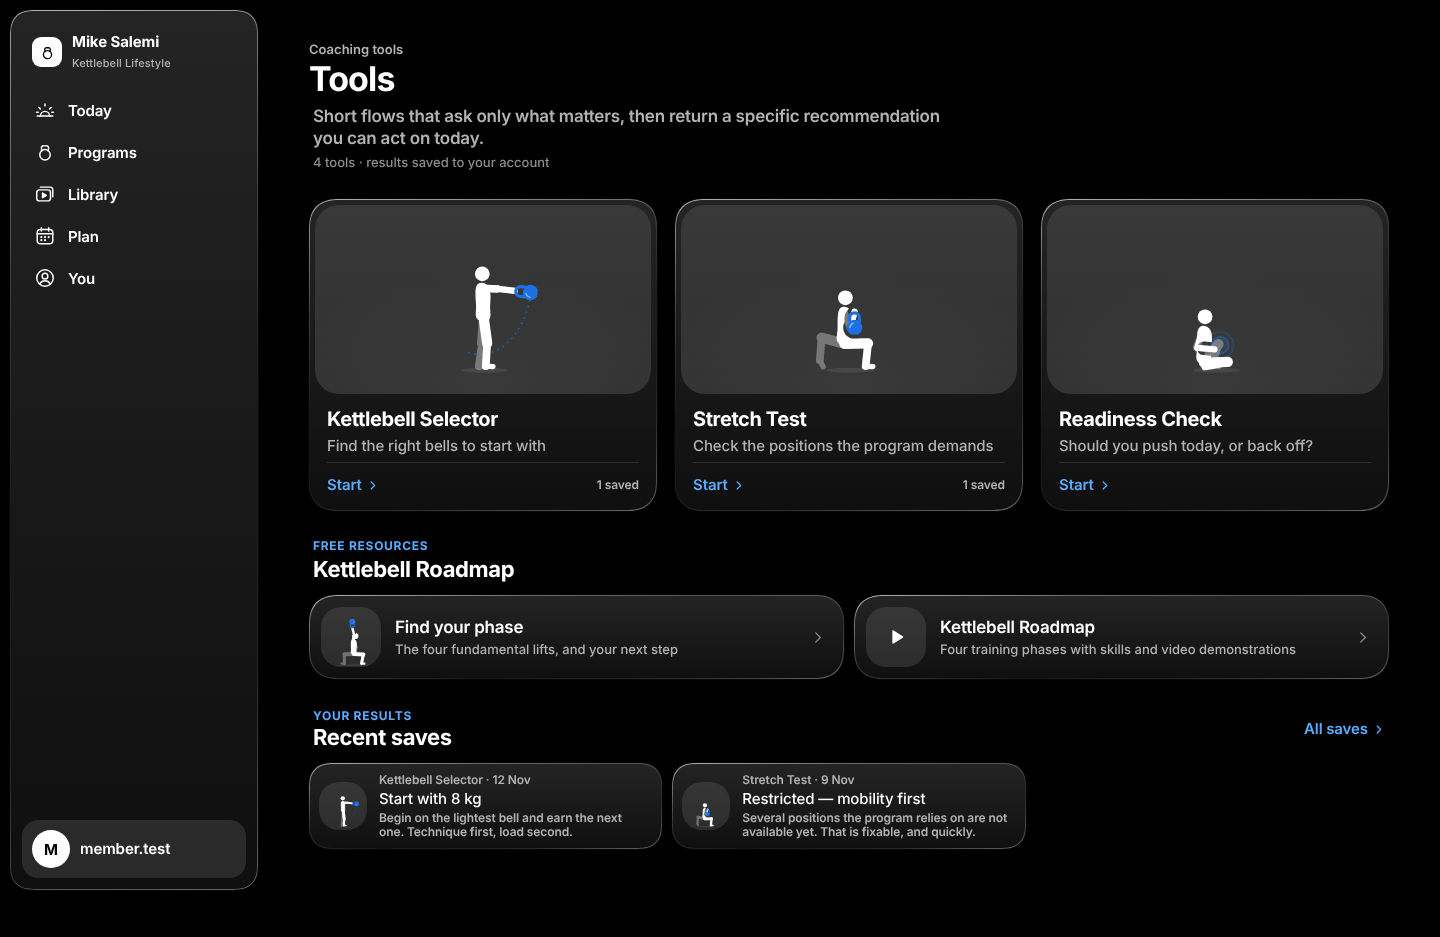 Mike Salemi
Kettlebell Lifestyle
Today
Programs
Library
Plan
You
M
member.test
Coaching tools
Tools
Short flows that ask only what matters, then return a specific recommendation
you can act on today.
4 tools · results saved to your account
Kettlebell Selector
Find the right bells to start with
Start
1 saved
Stretch Test
Check the positions the program demands
Start
1 saved
Readiness Check
Should you push today, or back off?
Start
FREE RESOURCES
Kettlebell Roadmap
Find your phase
The four fundamental lifts, and your next step
Kettlebell Roadmap
Four training phases with skills and video demonstrations
YOUR RESULTS
Recent saves
All saves
Kettlebell Selector · 12 Nov
Start with 8 kg
Begin on the lightest bell and earn the next
one. Technique first, load second.
Stretch Test · 9 Nov
Restricted — mobility first
Several positions the program relies on are not
available yet. That is fixable, and quickly.